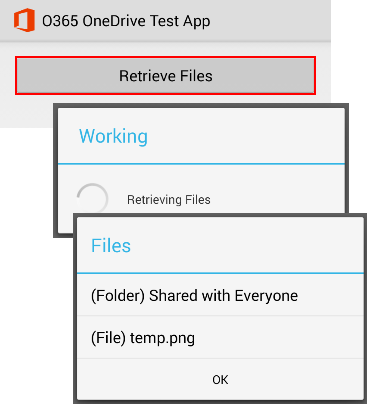 O365 OneDrive Test App
Retrieve Files
Working
Retrieving Files
Files
(Folder) Shared with Everyone
(File) temp.png
OK